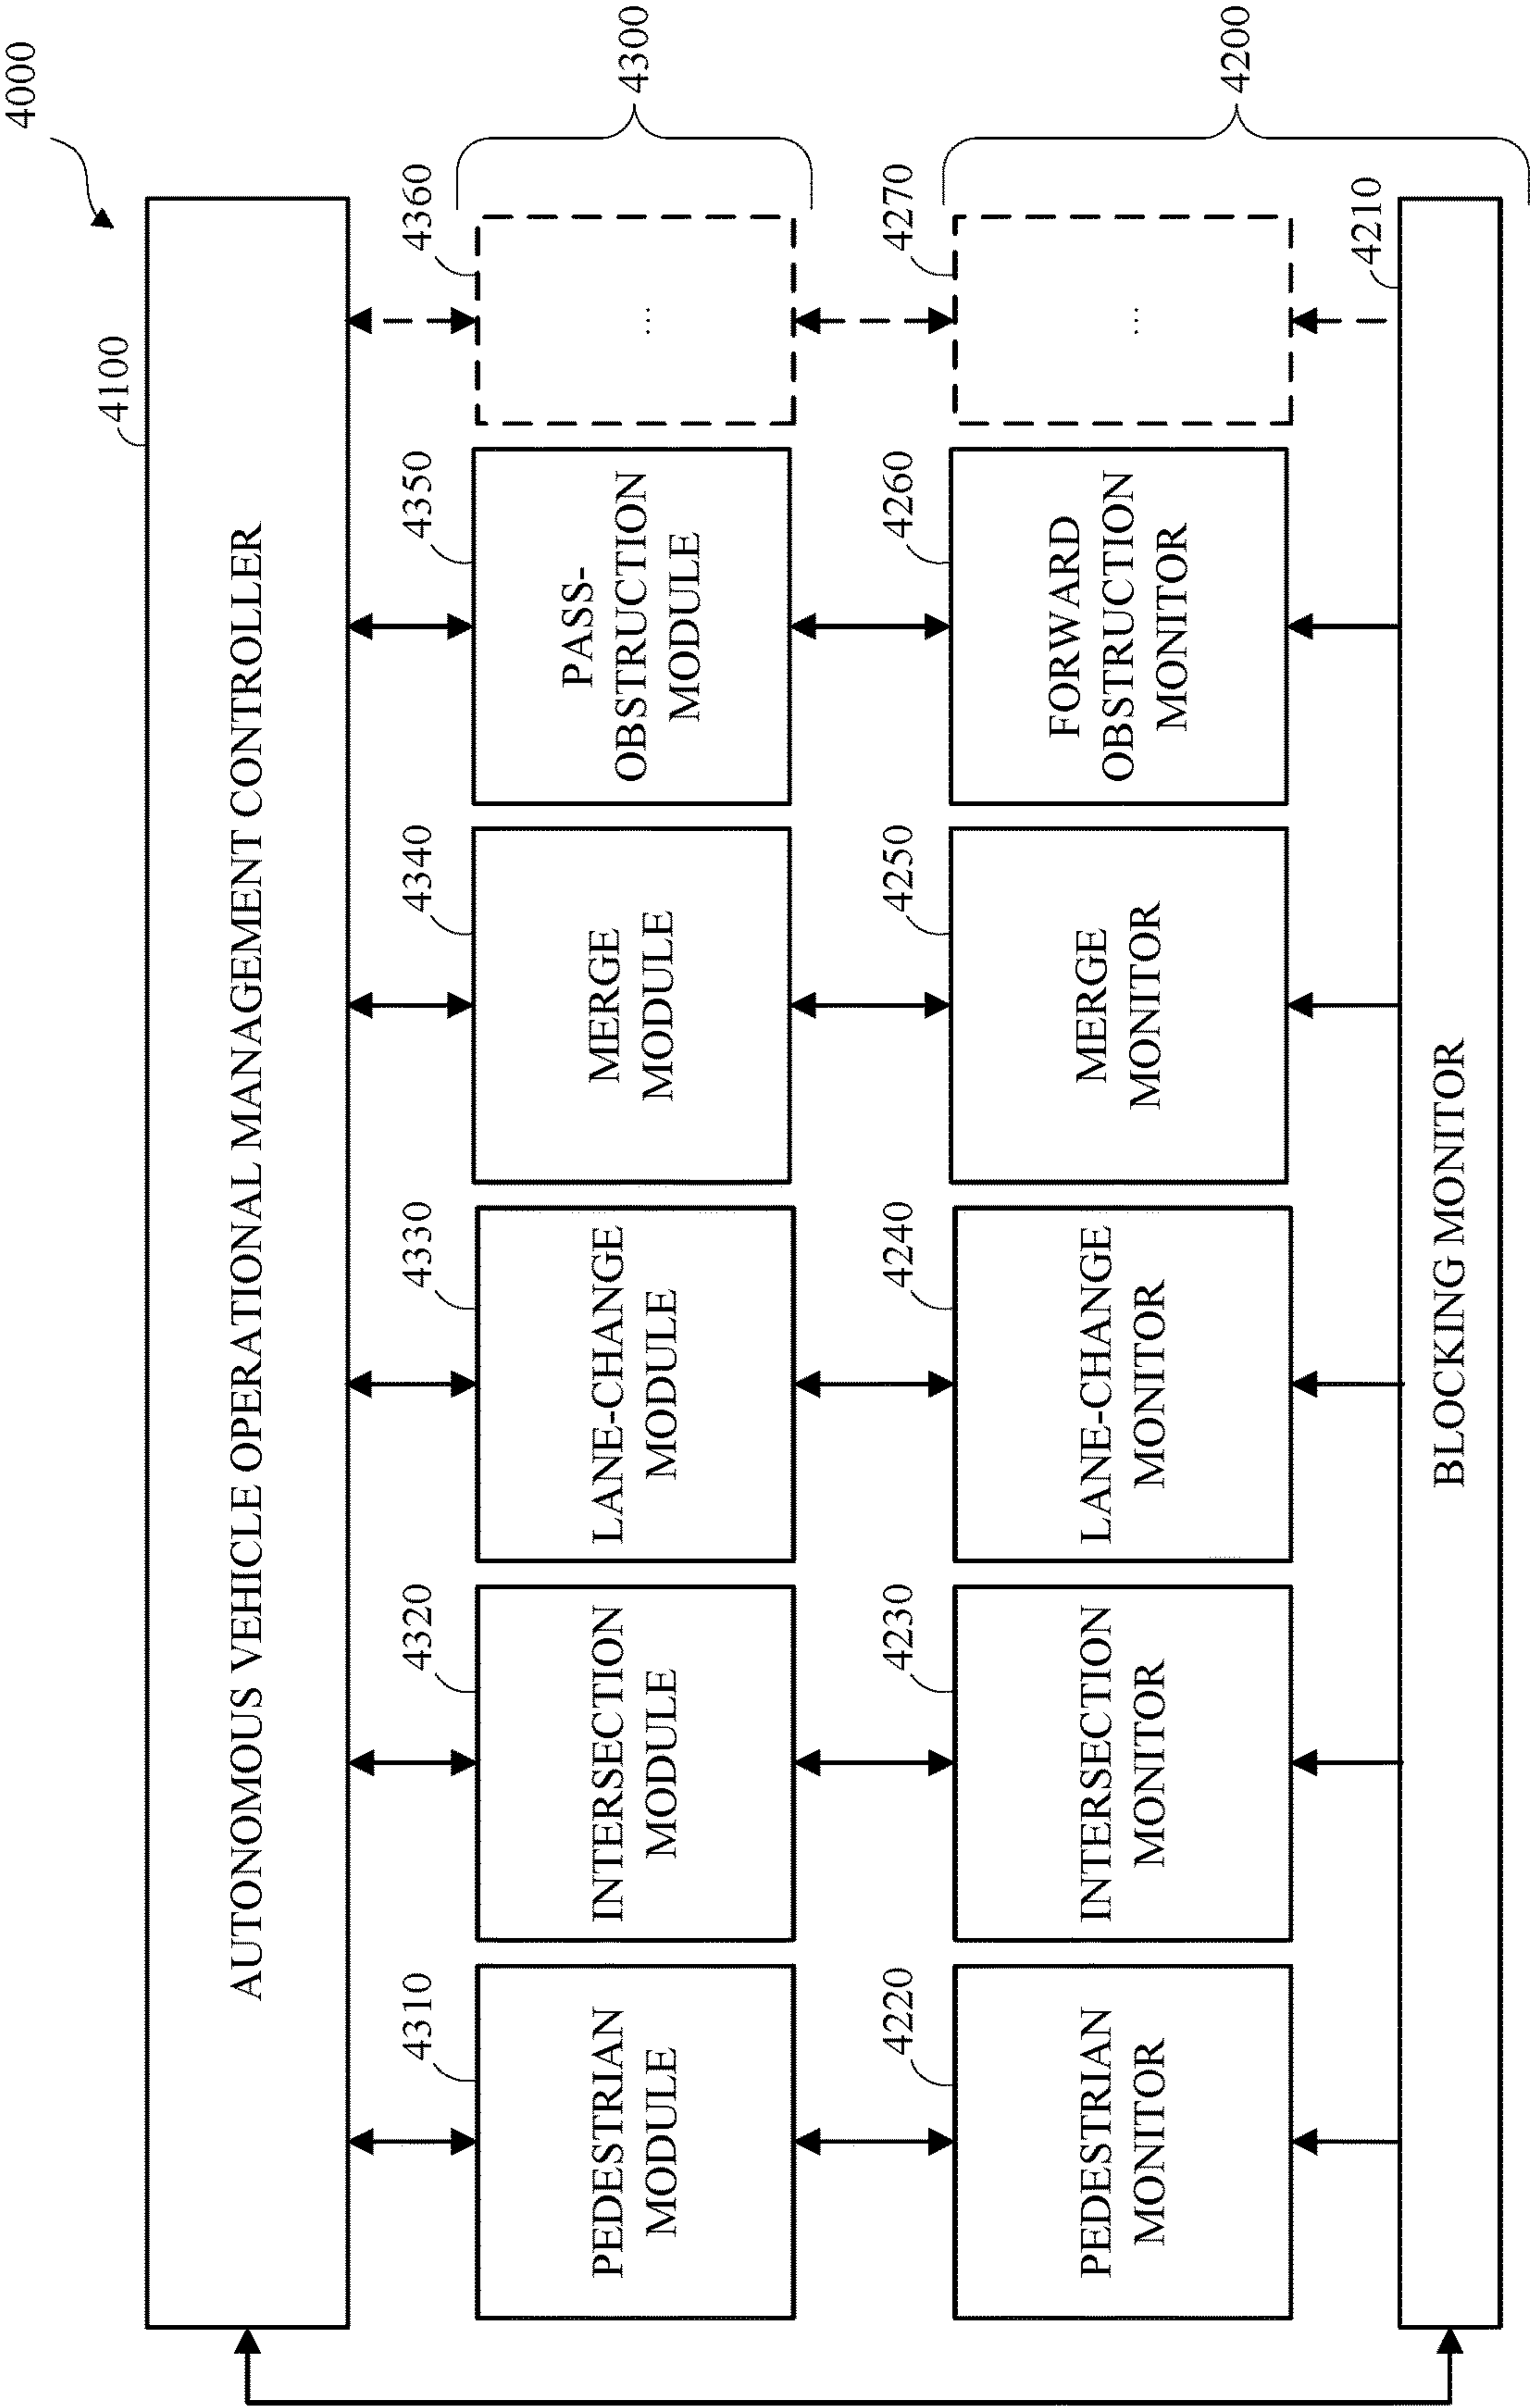 4000
4100
AUTONOMOUS VEHICLE OPERATIONAL MANAGEMENT CONTROLLER
4310
4320
4330
4340
4350
4360
4300
PEDESTRIAN
MODULE
INTERSECTION
MODULE
LANE-CHANGE
MODULE
MERGE
MODULE
PASS-
OBSTRUCTION
MODULE
...
4220
4230
4240
4250
4260
4270
4200
PEDESTRIAN
MONITOR
INTERSECTION
MONITOR
LANE-CHANGE
MONITOR
MERGE
MONITOR
FORWARD
OBSTRUCTION
MONITOR
...
4210
BLOCKING MONITOR